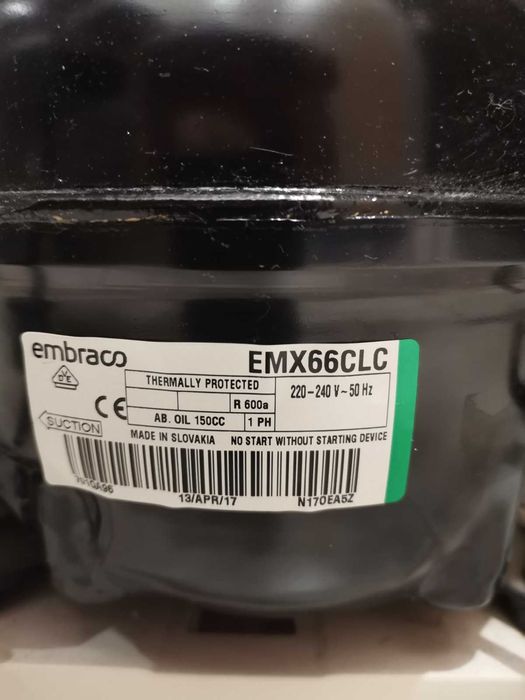 embraco EMX66CLC
THERMALLY PROTECTED
220-240 V ~ 50 Hz
R 600a
AB. OIL 150CC 1 PH
CE
SUCTION
MADE IN SLOVAKIA NO START WITHOUT STARTING DEVICE
13/APR/17 N170EA5Z